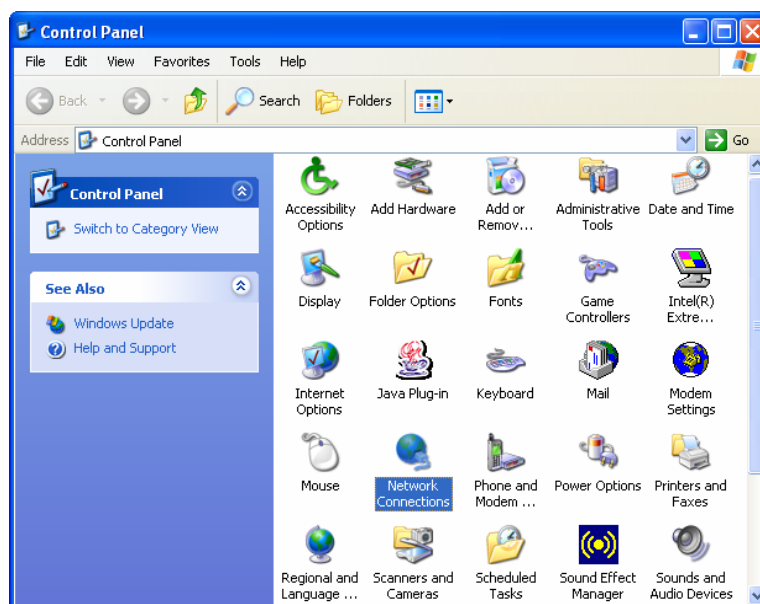 Control Panel
File Edit View Favorites Tools Help
Back Search Folders
Address Control Panel Go
Control Panel
Switch to Category View
See Also
Windows Update
Help and Support
Accessibility Options
Add Hardware
Add or Remov...
Administrative Tools
Date and Time
Display
Folder Options
Fonts
Game Controllers
Intel(R) Extre...
Internet Options
Java Plug-in
Keyboard
Mail
Modem Settings
Mouse
Network Connections
Phone and Modem ...
Power Options
Printers and Faxes
Regional and Language ...
Scanners and Cameras
Scheduled Tasks
Sound Effect Manager
Sounds and Audio Devices